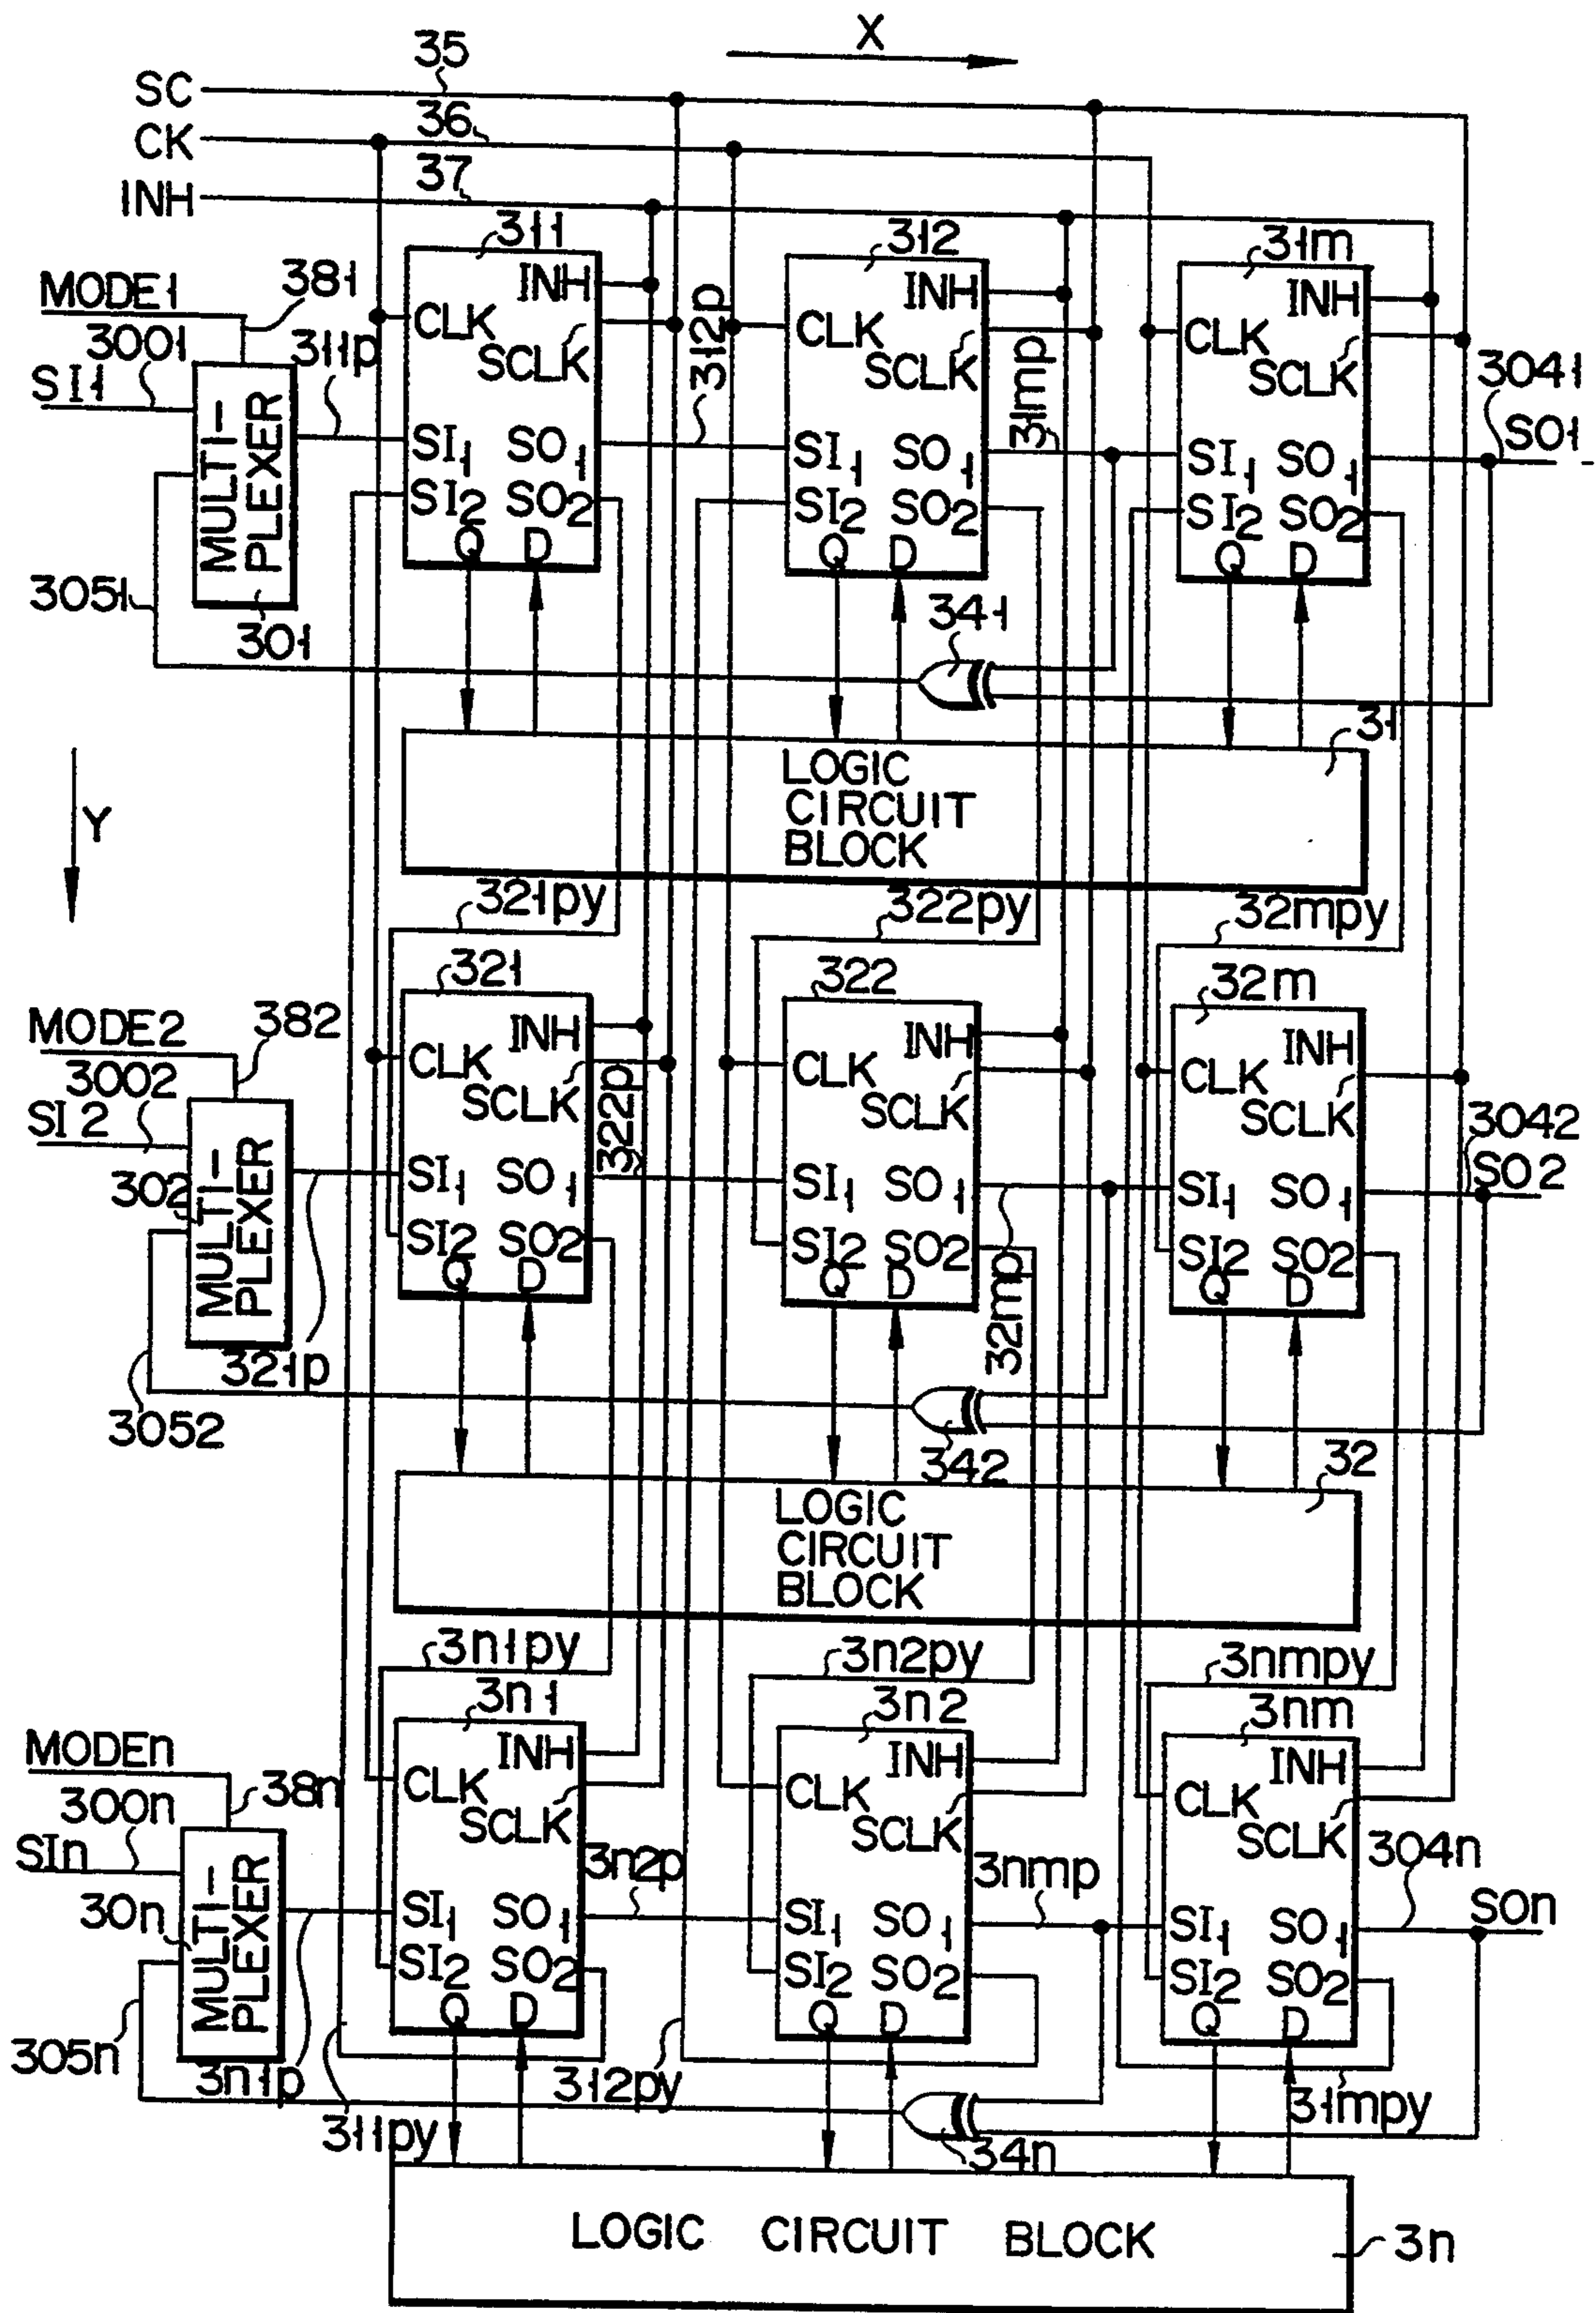 X
35
SC
36
CK
37
INH
311
312
31m
MODE1
381
INH
INH
INH
3001
311p
CLK
312p
CLK
31mp
CLK
SCLK
SCLK
SCLK
3041
SI1
MULTI-
PLEXER
SI1
SO1
SI1
SO1
SI1
SO1
SO1
SI2
SO2
SI2
SO2
SI2
SO2
Q
D
Q
D
Q
D
3051
301
341
31
LOGIC
CIRCUIT
BLOCK
Y
321py
322py
32mpy
321
322
32m
MODE2
382
INH
INH
INH
3002
CLK
CLK
CLK
SCLK
322p
SCLK
SCLK
SI2
3042
302
MULTI-
PLEXER
SI1
SO1
SI1
SO1
SI1
SO1
SO2
SI2
SO2
SI2
SO2
SI2
SO2
Q
D
Q
D
32mp
Q
D
321p
3052
342
32
LOGIC
CIRCUIT
BLOCK
3n1py
3n2py
3nmpy
3n1
3n2
3nm
MODEn
38n
INH
INH
INH
300n
CLK
CLK
CLK
SCLK
SCLK
SCLK
SIn
3n2p
3nmp
304n
30n
MULTI-
PLEXER
SI1
SO1
SI1
SO1
SI1
SO1
SOn
SI2
SO2
SI2
SO2
SI2
SO2
Q
D
Q
D
Q
D
305n
3n1p
312py
31mpy
311py
34n
LOGIC CIRCUIT BLOCK
3n